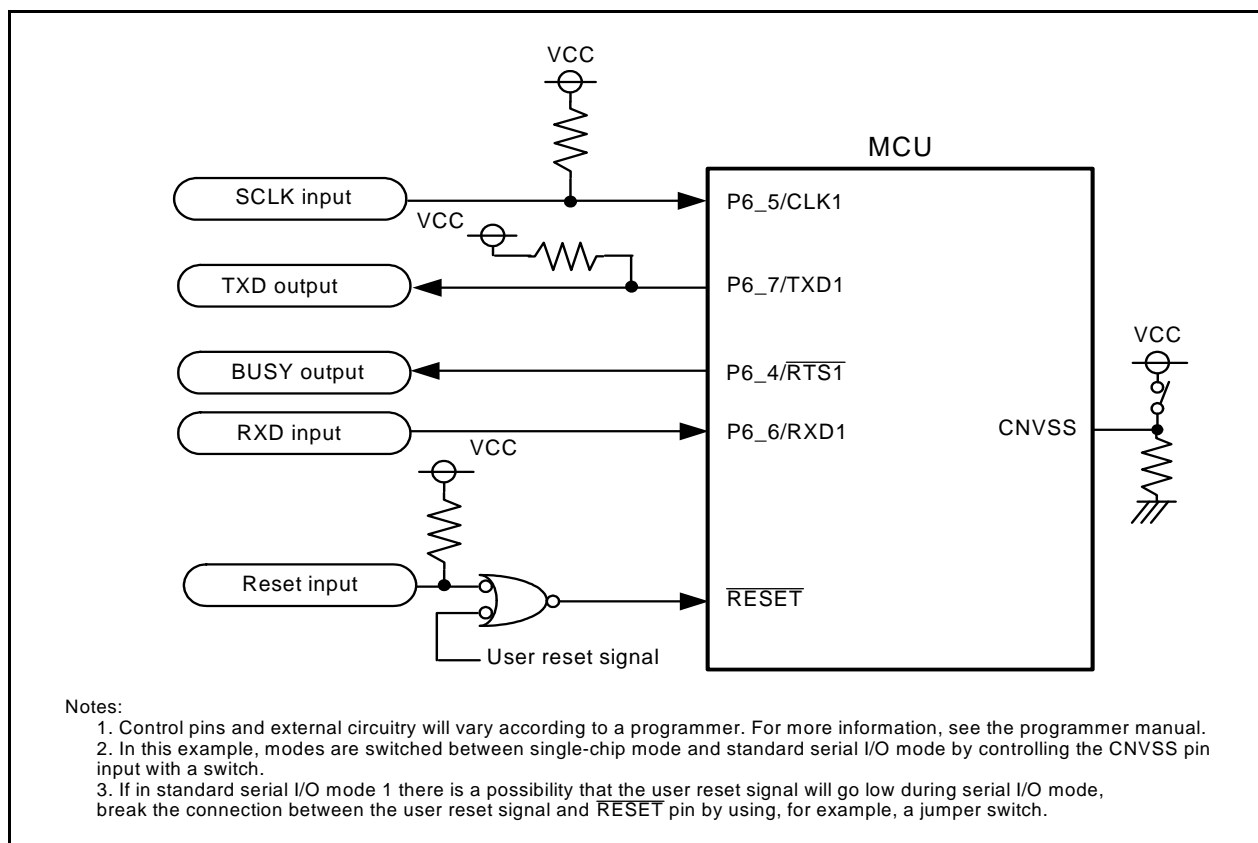 VCC
MCU
SCLK input
P6_5/CLK1
VCC
TXD output
P6_7/TXD1
VCC
BUSY output
P6_4/RTS1
RXD input
P6_6/RXD1
CNVSS
VCC
Reset input
RESET
User reset signal
Notes:
1. Control pins and external circuitry will vary according to a programmer. For more information, see the programmer manual.
2. In this example, modes are switched between single-chip mode and standard serial I/O mode by controlling the CNVSS pin
input with a switch.
3. If in standard serial I/O mode 1 there is a possibility that the user reset signal will go low during serial I/O mode,
break the connection between the user reset signal and RESET pin by using, for example, a jumper switch.